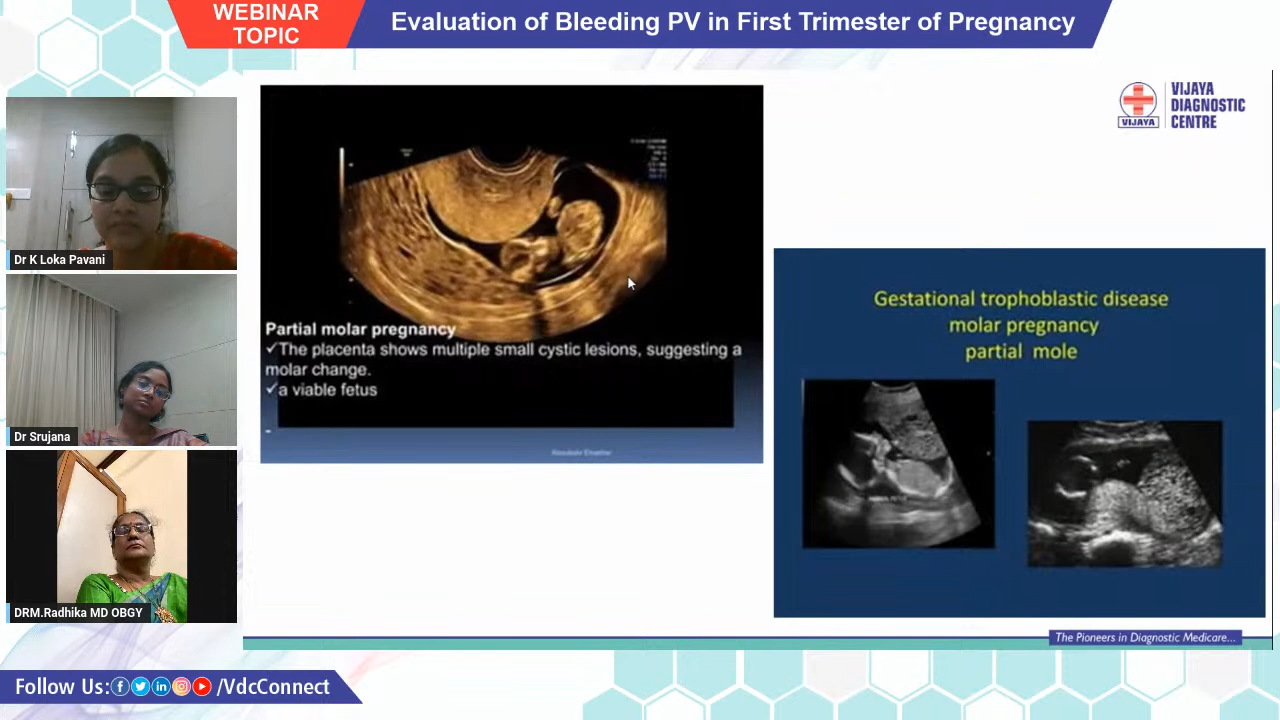 WEBINAR
TOPIC
Evaluation of Bleeding PV in First Trimester of Pregnancy
VIJAYA
DIAGNOSTIC
CENTRE
VIJAYA
Dr K Loka Pavani
Dr Srujana
DRM.Radhika MD OBGY
Partial molar pregnancy
✓The placenta shows multiple small cystic lesions, suggesting a
molar change.
✓a viable fetus
Gestational trophoblastic disease
molar pregnancy
partial mole
The Pioneers in Diagnostic Medicare...
Follow Us: /VdcConnect